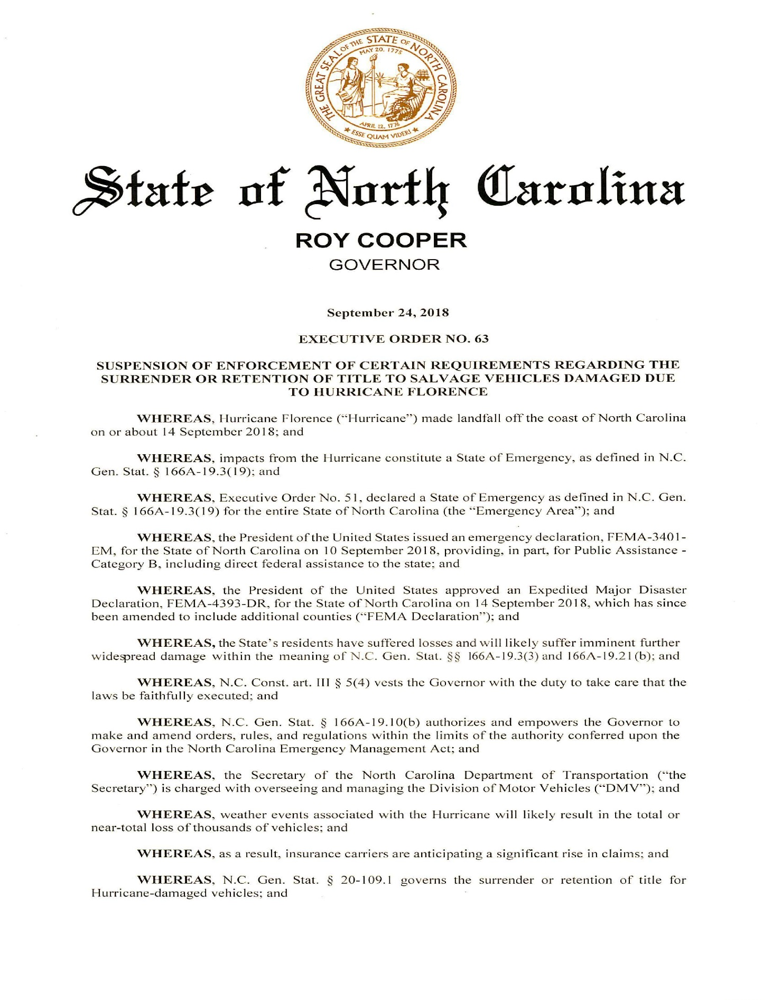 THE GREAT SEAL OF THE STATE OF NORTH CAROLINA
MAY 20, 1775
APRIL 12, 1776
★ ESSE QUAM VIDERI ★
State of North Carolina
ROY COOPER
GOVERNOR
September 24, 2018
EXECUTIVE ORDER NO. 63
SUSPENSION OF ENFORCEMENT OF CERTAIN REQUIREMENTS REGARDING THE
SURRENDER OR RETENTION OF TITLE TO SALVAGE VEHICLES DAMAGED DUE
TO HURRICANE FLORENCE
WHEREAS, Hurricane Florence (“Hurricane”) made landfall off the coast of North Carolina
on or about 14 September 2018; and
WHEREAS, impacts from the Hurricane constitute a State of Emergency, as defined in N.C.
Gen. Stat. § 166A-19.3(19); and
WHEREAS, Executive Order No. 51, declared a State of Emergency as defined in N.C. Gen.
Stat. § 166A-19.3(19) for the entire State of North Carolina (the “Emergency Area”); and
WHEREAS, the President of the United States issued an emergency declaration, FEMA-3401-
EM, for the State of North Carolina on 10 September 2018, providing, in part, for Public Assistance -
Category B, including direct federal assistance to the state; and
WHEREAS, the President of the United States approved an Expedited Major Disaster
Declaration, FEMA-4393-DR, for the State of North Carolina on 14 September 2018, which has since
been amended to include additional counties (“FEMA Declaration”); and
WHEREAS, the State’s residents have suffered losses and will likely suffer imminent further
widespread damage within the meaning of N.C. Gen. Stat. §§ 166A-19.3(3) and 166A-19.21(b); and
WHEREAS, N.C. Const. art. III § 5(4) vests the Governor with the duty to take care that the
laws be faithfully executed; and
WHEREAS, N.C. Gen. Stat. § 166A-19.10(b) authorizes and empowers the Governor to
make and amend orders, rules, and regulations within the limits of the authority conferred upon the
Governor in the North Carolina Emergency Management Act; and
WHEREAS, the Secretary of the North Carolina Department of Transportation (“the
Secretary”) is charged with overseeing and managing the Division of Motor Vehicles (“DMV”); and
WHEREAS, weather events associated with the Hurricane will likely result in the total or
near-total loss of thousands of vehicles; and
WHEREAS, as a result, insurance carriers are anticipating a significant rise in claims; and
WHEREAS, N.C. Gen. Stat. § 20-109.1 governs the surrender or retention of title for
Hurricane-damaged vehicles; and